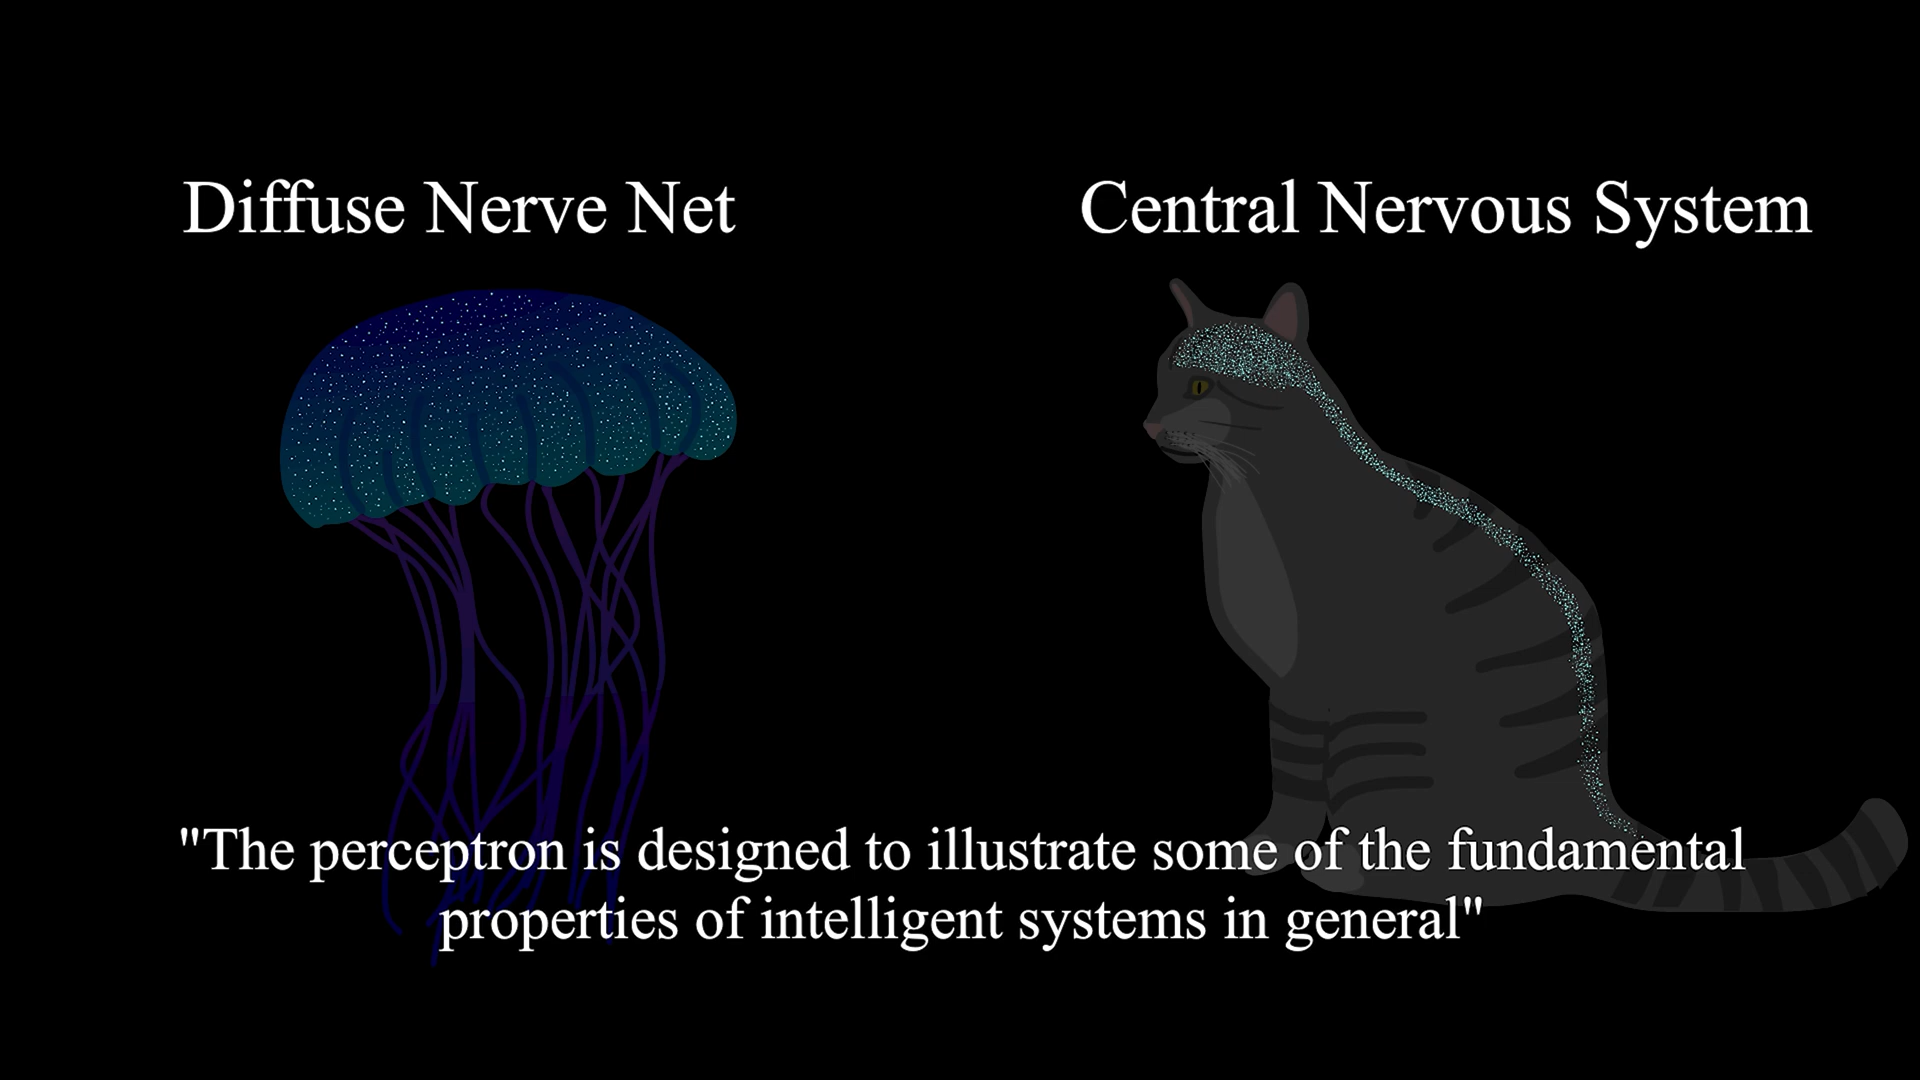 Diffuse Nerve Net
Central Nervous System
"The perceptron is designed to illustrate some of the fundamental
properties of intelligent systems in general"